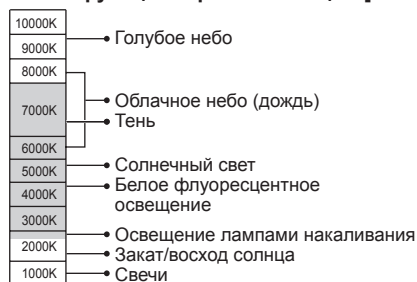 10000K
Голубое небо
9000K
8000K
Облачное небо (дождь)
7000K
Тень
6000K
Солнечный свет
5000K
Белое флуоресцентное
освещение
4000K
3000K
Освещение лампами накаливания
2000K
Закат/восход солнца
1000K
Свечи